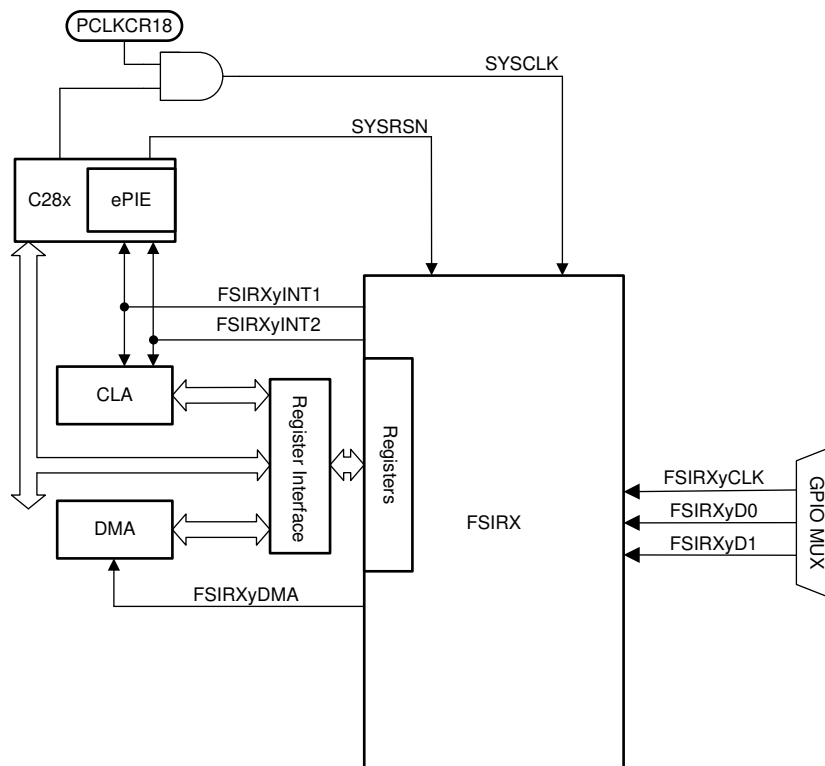 PCLKCR18
SYSCLK
SYSRSN
C28x
ePIE
FSIRXyINT1
FSIRXyINT2
CLA
Register Interface
Registers
FSIRXyCLK
FSIRXyD0
FSIRXyD1
GPIO MUX
FSIRX
DMA
FSIRXyDMA